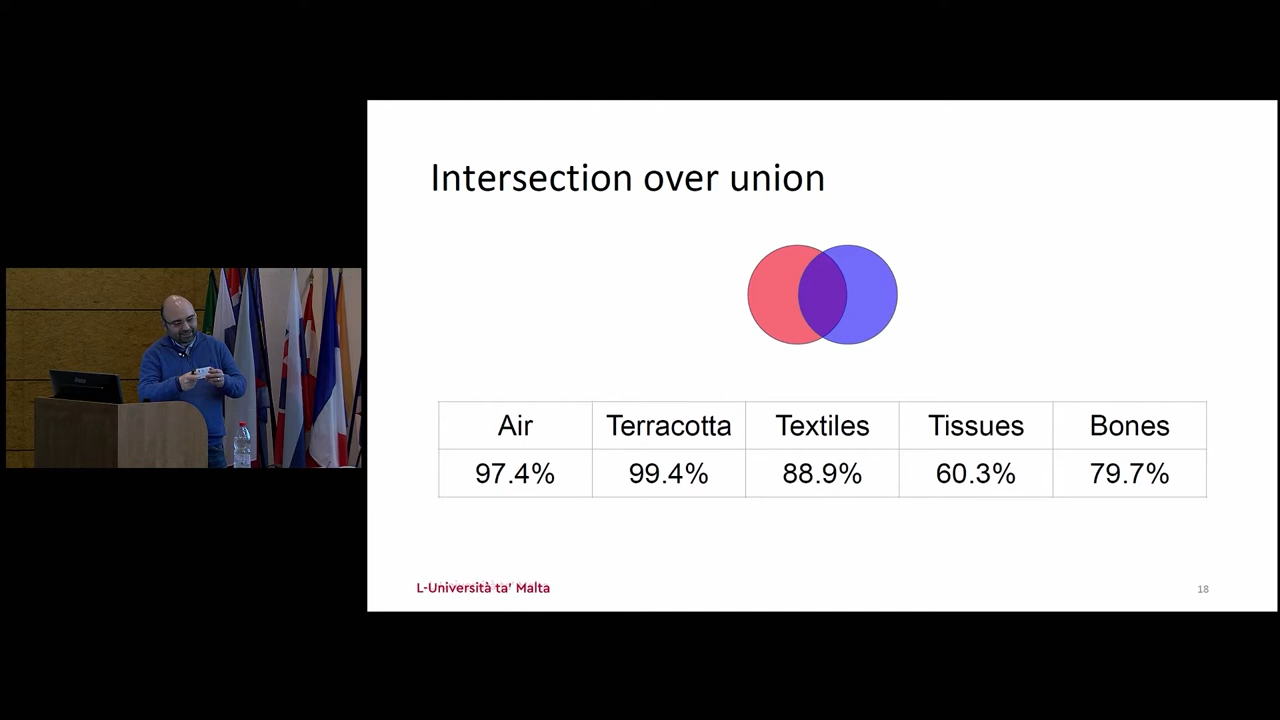 Intersection over union
Air Terracotta Textiles Tissues Bones
97.4% 99.4% 88.9% 60.3% 79.7%
L-Università ta' Malta
18